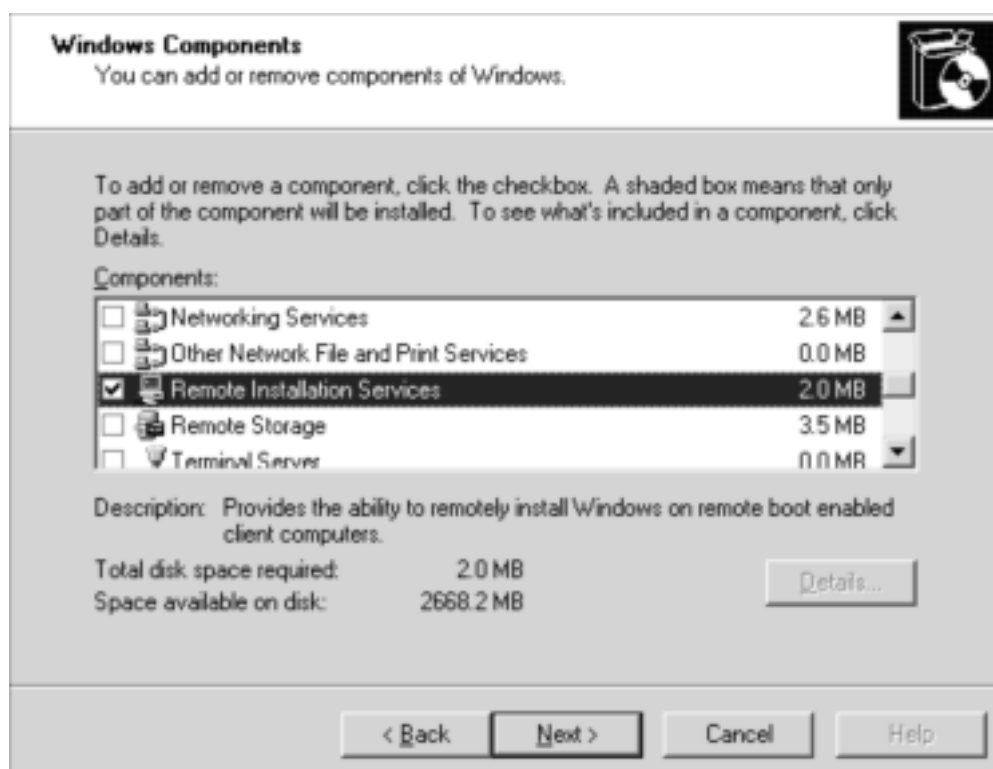 Windows Components
You can add or remove components of Windows.
To add or remove a component, click the checkbox. A shaded box means that only
part of the component will be installed. To see what's included in a component, click
Details.
Components:
Networking Services 2.6 MB
Other Network File and Print Services 0.0 MB
Remote Installation Services 2.0 MB
Remote Storage 3.5 MB
Terminal Server 0.0 MB
Description: Provides the ability to remotely install Windows on remote boot enabled
client computers.
Total disk space required: 2.0 MB
Space available on disk: 2668.2 MB
Details...
< Back Next > Cancel Help